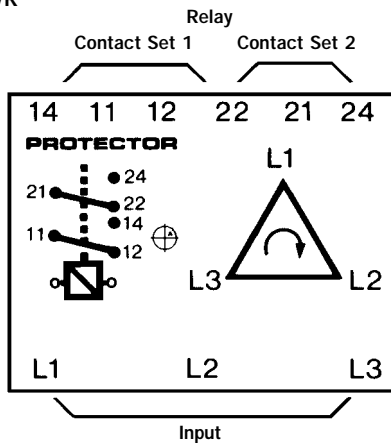 Relay
Contact Set 1 Contact Set 2
14 11 12 22 21 24
PROTECTOR
L1
24
21
22
14
11
12
L3 L2
L1 L2 L3
Input